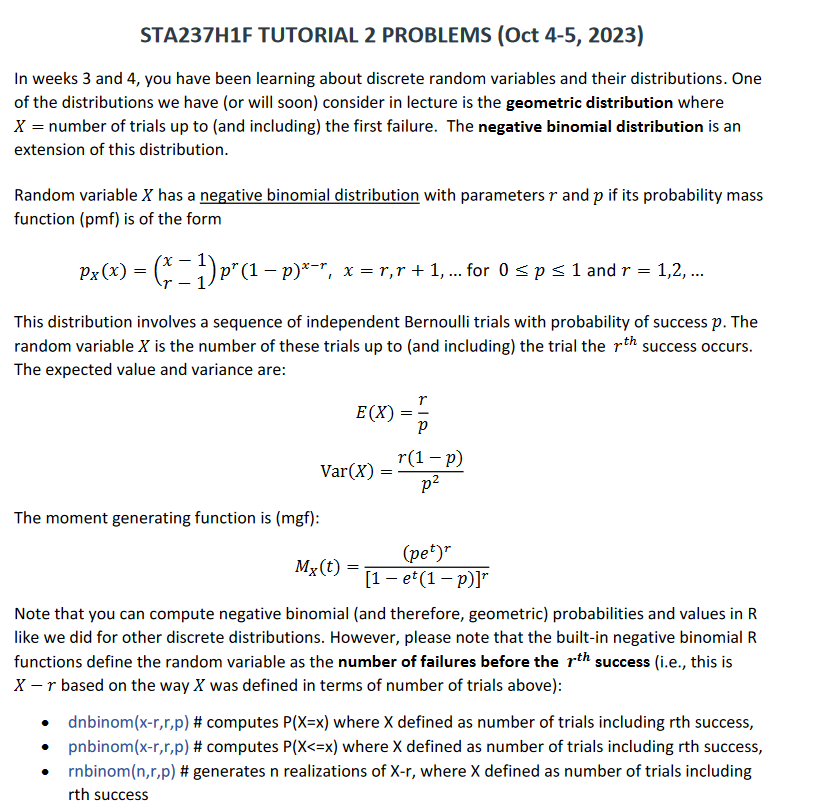 STA237H1F TUTORIAL 2 PROBLEMS (Oct 4-5, 2023)
In weeks 3 and 4, you have been learning about discrete random variables and their distributions. One
of the distributions we have (or will soon) consider in lecture is the geometric distribution where
X = number of trials up to (and including) the first failure. The negative binomial distribution is an
extension of this distribution.
Random variable X has a negative binomial distribution with parameters r and p if its probability mass
function (pmf) is of the form
p_X(x) = (x − 1 over r − 1) p^r (1 − p)^{x−r}, x = r, r + 1, … for 0 ≤ p ≤ 1 and r = 1,2, …
This distribution involves a sequence of independent Bernoulli trials with probability of success p. The
random variable X is the number of these trials up to (and including) the trial the r^{th} success occurs.
The expected value and variance are:
E(X) = r/p
Var(X) = r(1 − p)/p^2
The moment generating function is (mgf):
M_X(t) = (pe^t)^r / [1 − e^t(1 − p)]^r
Note that you can compute negative binomial (and therefore, geometric) probabilities and values in R
like we did for other discrete distributions. However, please note that the built-in negative binomial R
functions define the random variable as the number of failures before the r^{th} success (i.e., this is
X − r based on the way X was defined in terms of number of trials above):
• dnbinom(x-r,r,p) # computes P(X=x) where X defined as number of trials including rth success,
• pnbinom(x-r,r,p) # computes P(X<=x) where X defined as number of trials including rth success,
• rnbinom(n,r,p) # generates n realizations of X-r, where X defined as number of trials including
rth success